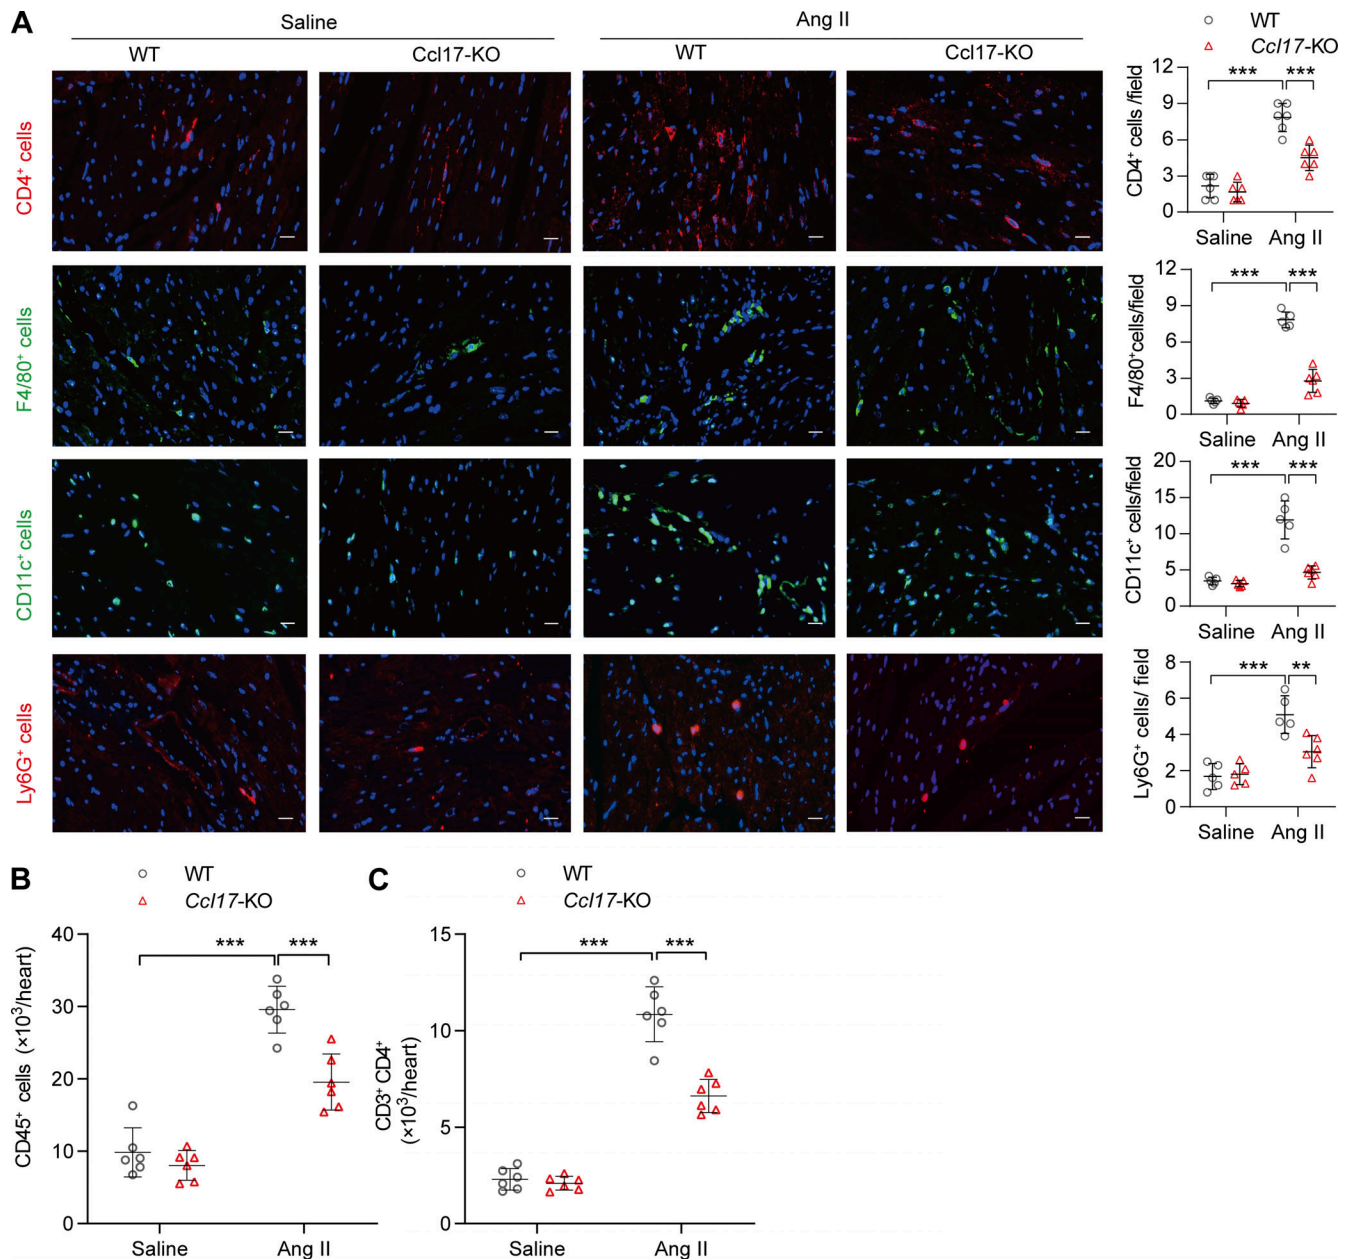 A
Saline
Ang II
WT
Ccl17-KO
WT
Ccl17-KO
CD4⁺ cells
F4/80⁺ cells
CD11c⁺ cells
Ly6G⁺ cells
WT
Ccl17-KO
CD4⁺ cells /field
12
9
6
3
0
*** ***
Saline Ang II
F4/80⁺cells/field
12
9
6
3
0
*** ***
Saline Ang II
CD11c⁺ cells/field
20
15
10
5
0
*** ***
Saline Ang II
Ly6G⁺ cells/ field
8
6
4
2
0
*** **
Saline Ang II
B
WT
Ccl17-KO
CD45⁺ cells (×10³/heart)
40
30
20
10
0
*** ***
Saline Ang II
C
WT
Ccl17-KO
CD3⁺ CD4⁺
(×10³/heart)
15
10
5
0
*** ***
Saline Ang II